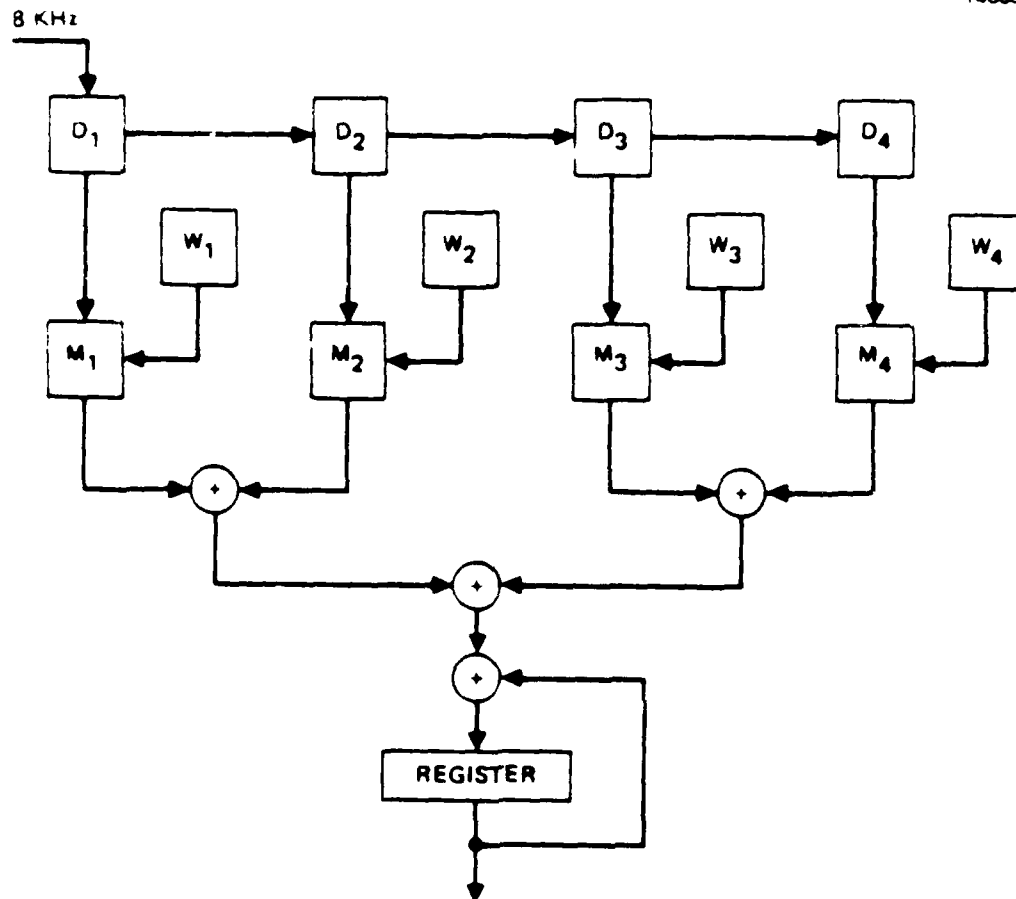 8 KHz
D1 D2 D3 D4
W1 W2 W3 W4
M1 M2 M3 M4
+ +
+
+
REGISTER